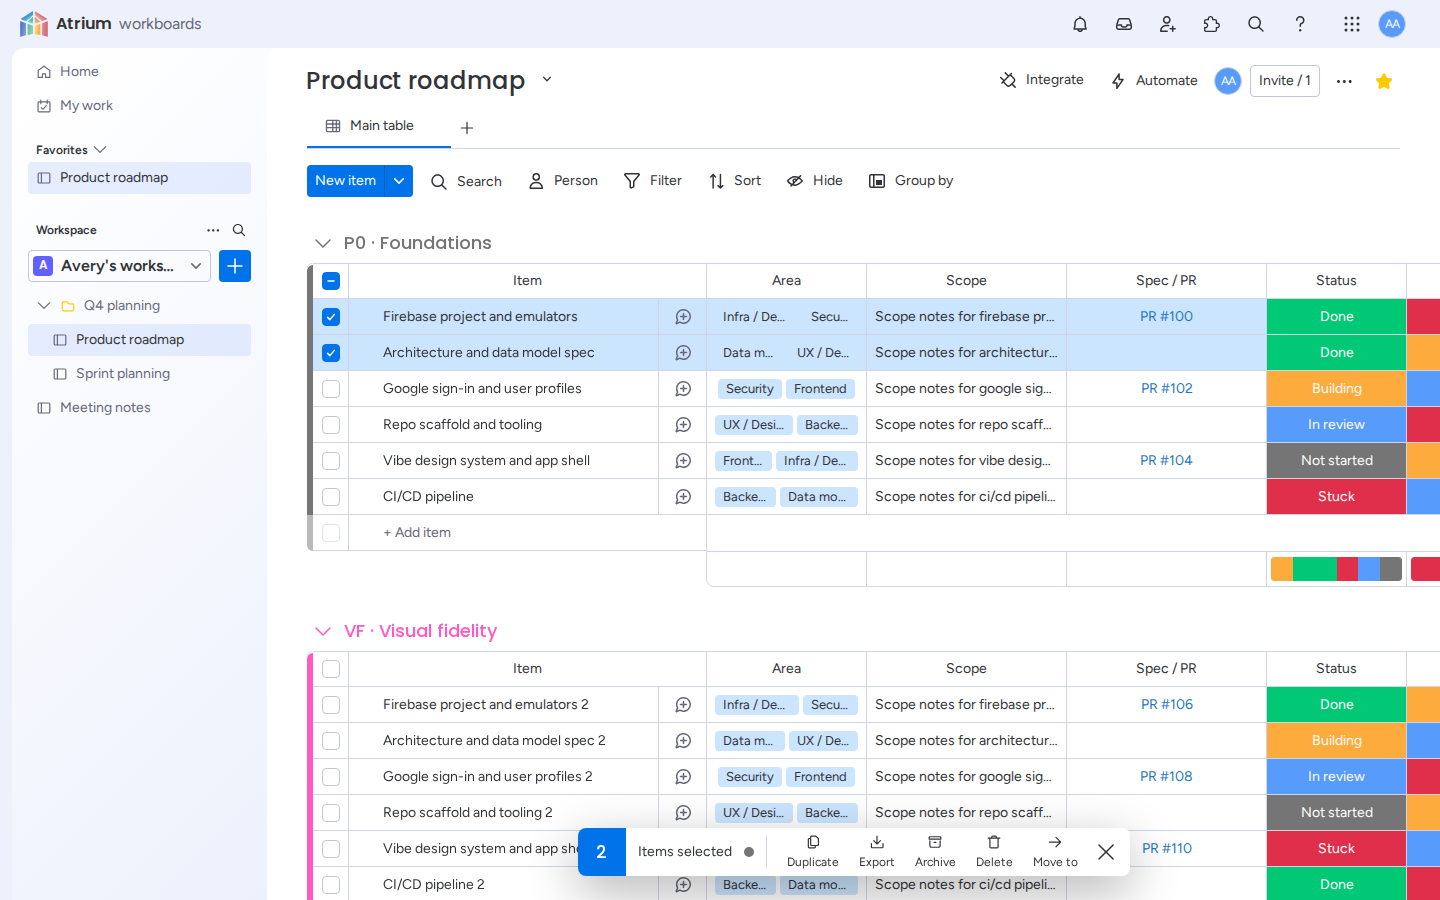 Atrium workboards
AA
Home
My work
Favorites
Product roadmap
Workspace
A Avery's works...
Q4 planning
Product roadmap
Sprint planning
Meeting notes
Product roadmap
Integrate
Automate
AA
Invite / 1
Main table
New item
Search
Person
Filter
Sort
Hide
Group by
P0 · Foundations
Item Area Scope Spec / PR Status
Firebase project and emulators Infra / De... Secu... Scope notes for firebase pr... PR #100 Done
Architecture and data model spec Data m... UX / De... Scope notes for architectur... Done
Google sign-in and user profiles Security Frontend Scope notes for google sig... PR #102 Building
Repo scaffold and tooling UX / Desi... Backe... Scope notes for repo scaff... In review
Vibe design system and app shell Front... Infra / De... Scope notes for vibe desig... PR #104 Not started
CI/CD pipeline Backe... Data mo... Scope notes for ci/cd pipeli... Stuck
+ Add item
VF · Visual fidelity
Item Area Scope Spec / PR Status
Firebase project and emulators 2 Infra / De... Secu... Scope notes for firebase pr... PR #106 Done
Architecture and data model spec 2 Data m... UX / De... Scope notes for architectur... Building
Google sign-in and user profiles 2 Security Frontend Scope notes for google sig... PR #108 In review
Repo scaffold and tooling 2 UX / Desi... Backe... Scope notes for repo scaff... Not started
Vibe design system and app she PR #110 Stuck
2 Items selected
Duplicate
Export
Archive
Delete
Move to
CI/CD pipeline 2 Backe... Data mo... Scope notes for ci/cd pipeli... Done